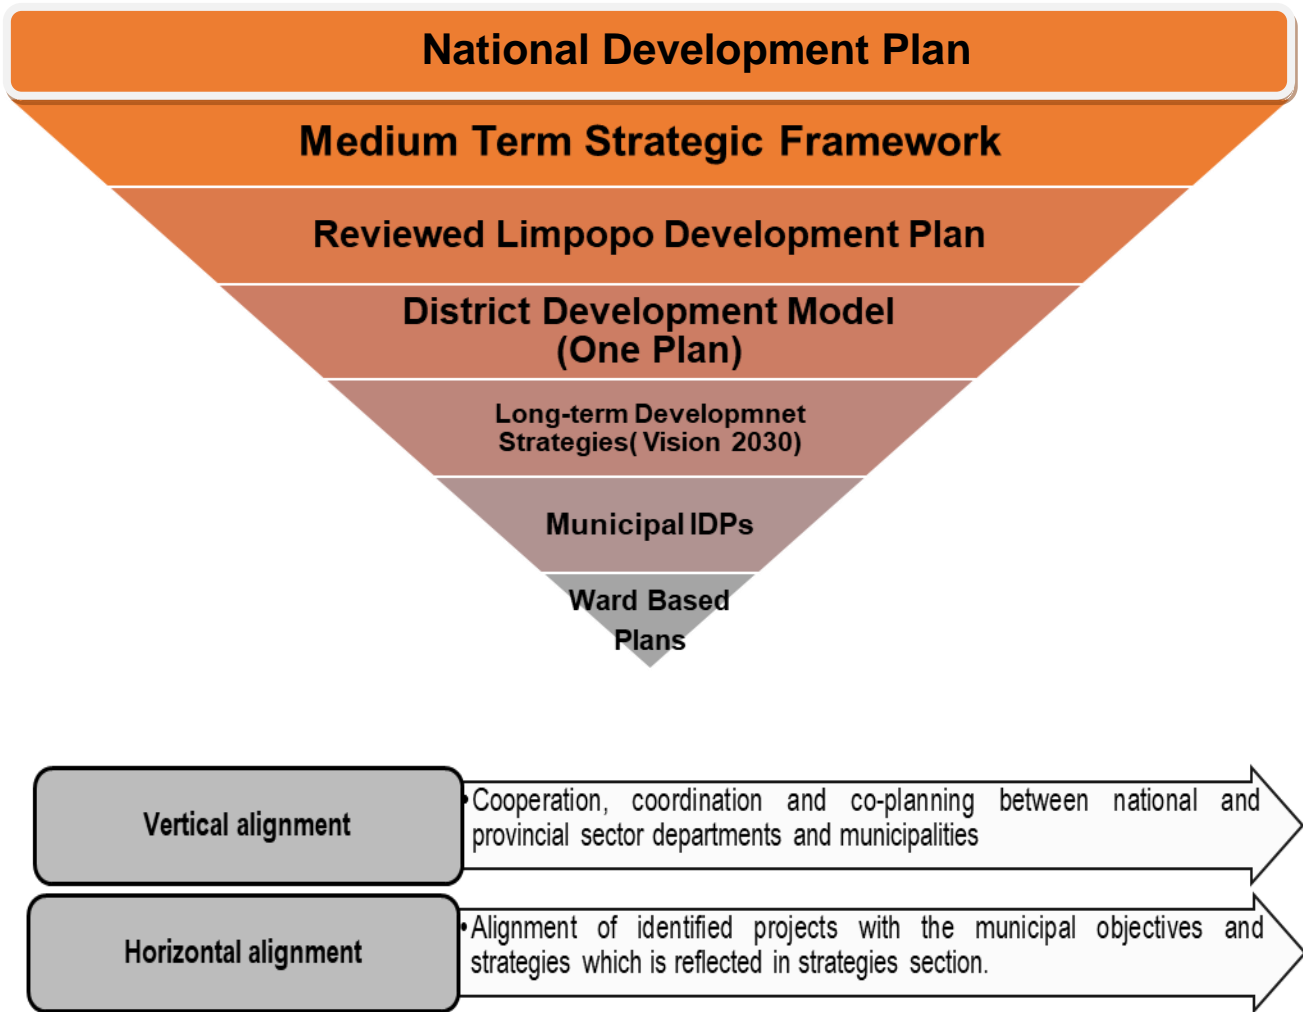 National Development Plan
Medium Term Strategic Framework
Reviewed Limpopo Development Plan
District Development Model
(One Plan)
Long-term Developmnet
Strategies( Vision 2030)
Municipal IDPs
Ward Based
Plans
Vertical alignment
•Cooperation, coordination and co-planning between national and
provincial sector departments and municipalities
Horizontal alignment
•Alignment of identified projects with the municipal objectives and
strategies which is reflected in strategies section.